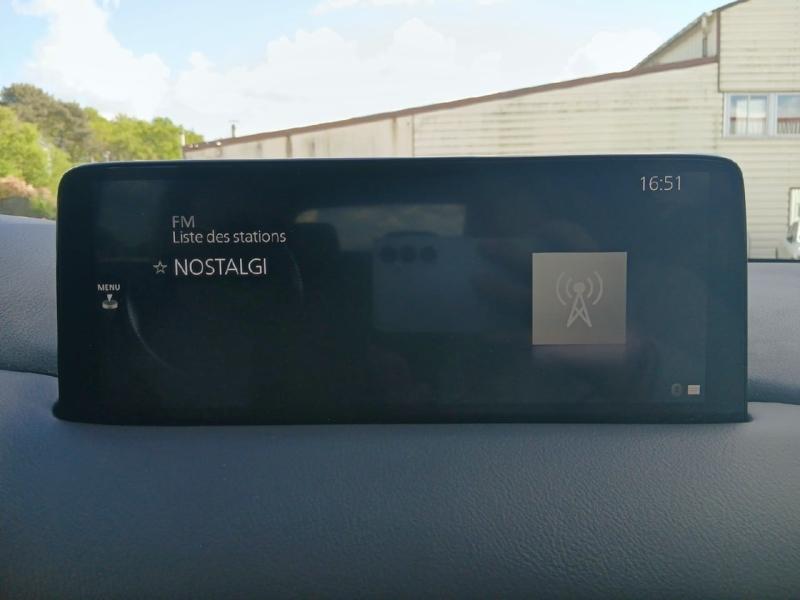 16:51
FM
Liste des stations
NOSTALGI
MENU